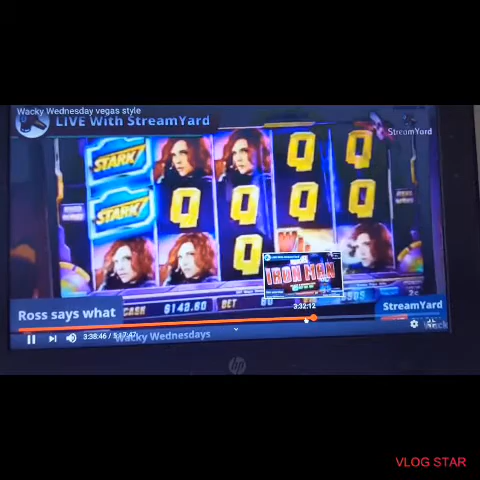 Wacky Wednesday vegas style
LIVE With StreamYard
StreamYard
STARK
Q
Q
STARK
Q
Q
Q
Q
Q
IRON MAN
3:32:12
CASH
$142.60
BET
Ross says what
StreamYard
3:38:46
Wacky Wednesdays
hp
VLOG STAR